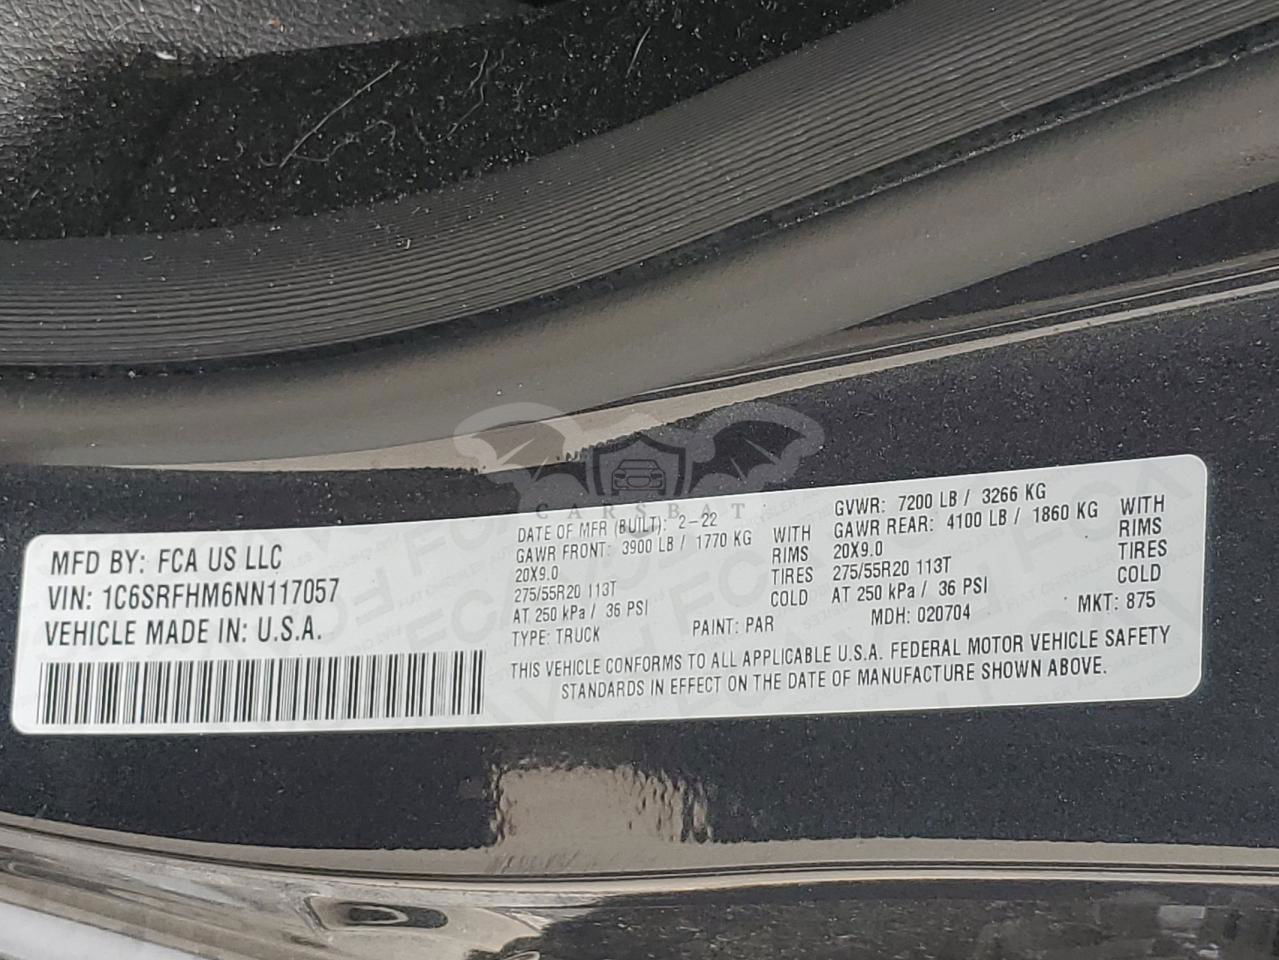 CARSBAT
MFD BY: FCA US LLC
VIN: 1C6SRFHM6NN117057
VEHICLE MADE IN: U.S.A.
DATE OF MFR (BUILT): 2-22
GAWR FRONT: 3900 LB / 1770 KG WITH
20X9.0 RIMS
275/55R20 113T TIRES
AT 250 kPa / 36 PSI COLD
TYPE: TRUCK PAINT: PAR
GVWR: 7200 LB / 3266 KG
GAWR REAR: 4100 LB / 1860 KG WITH
20X9.0 RIMS
275/55R20 113T TIRES
AT 250 kPa / 36 PSI COLD
MDH: 020704 MKT: 875
THIS VEHICLE CONFORMS TO ALL APPLICABLE U.S.A. FEDERAL MOTOR VEHICLE SAFETY
STANDARDS IN EFFECT ON THE DATE OF MANUFACTURE SHOWN ABOVE.